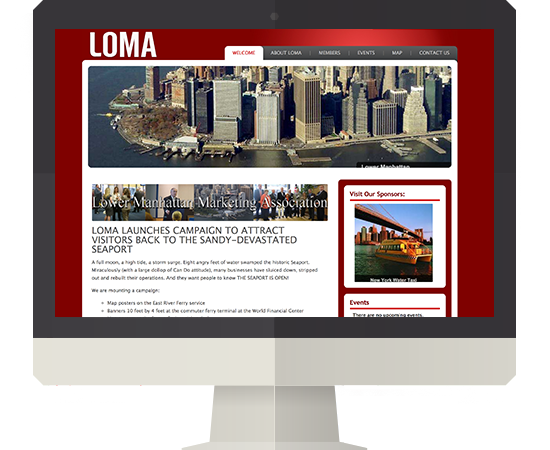 LOMA
WELCOME
ABOUT LOMA
MEMBERS
EVENTS
MAP
CONTACT US
Lower Manhattan
Lower Manhattan Marketing Association
LOMA LAUNCHES CAMPAIGN TO ATTRACT
VISITORS BACK TO THE SANDY-DEVASTATED
SEAPORT
A full moon, a high tide, a storm surge. Eight angry feet of water swamped the historic Seaport.
Miraculously (with a large dollop of Can Do attitude), many businesses have sluiced down, stripped
out and rebuilt their operations. And they want people to know THE SEAPORT IS OPEN!
We are mounting a campaign:
Map posters on the East River Ferry service
Banners 10 feet by 4 feet at the commuter ferry terminal at the World Financial Center
Visit Our Sponsors:
New York Water Taxi
Events
There are no upcoming events.